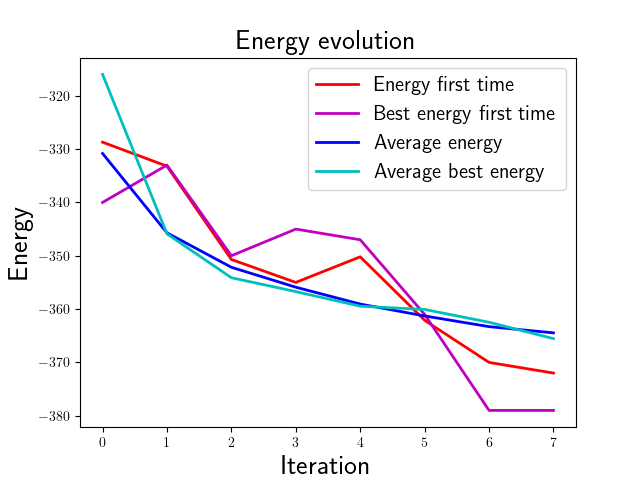 Energy evolution
Energy first time
Best energy first time
Average energy
Average best energy
Energy
−320
−330
−340
−350
−360
−370
−380
0 1 2 3 4 5 6 7
Iteration